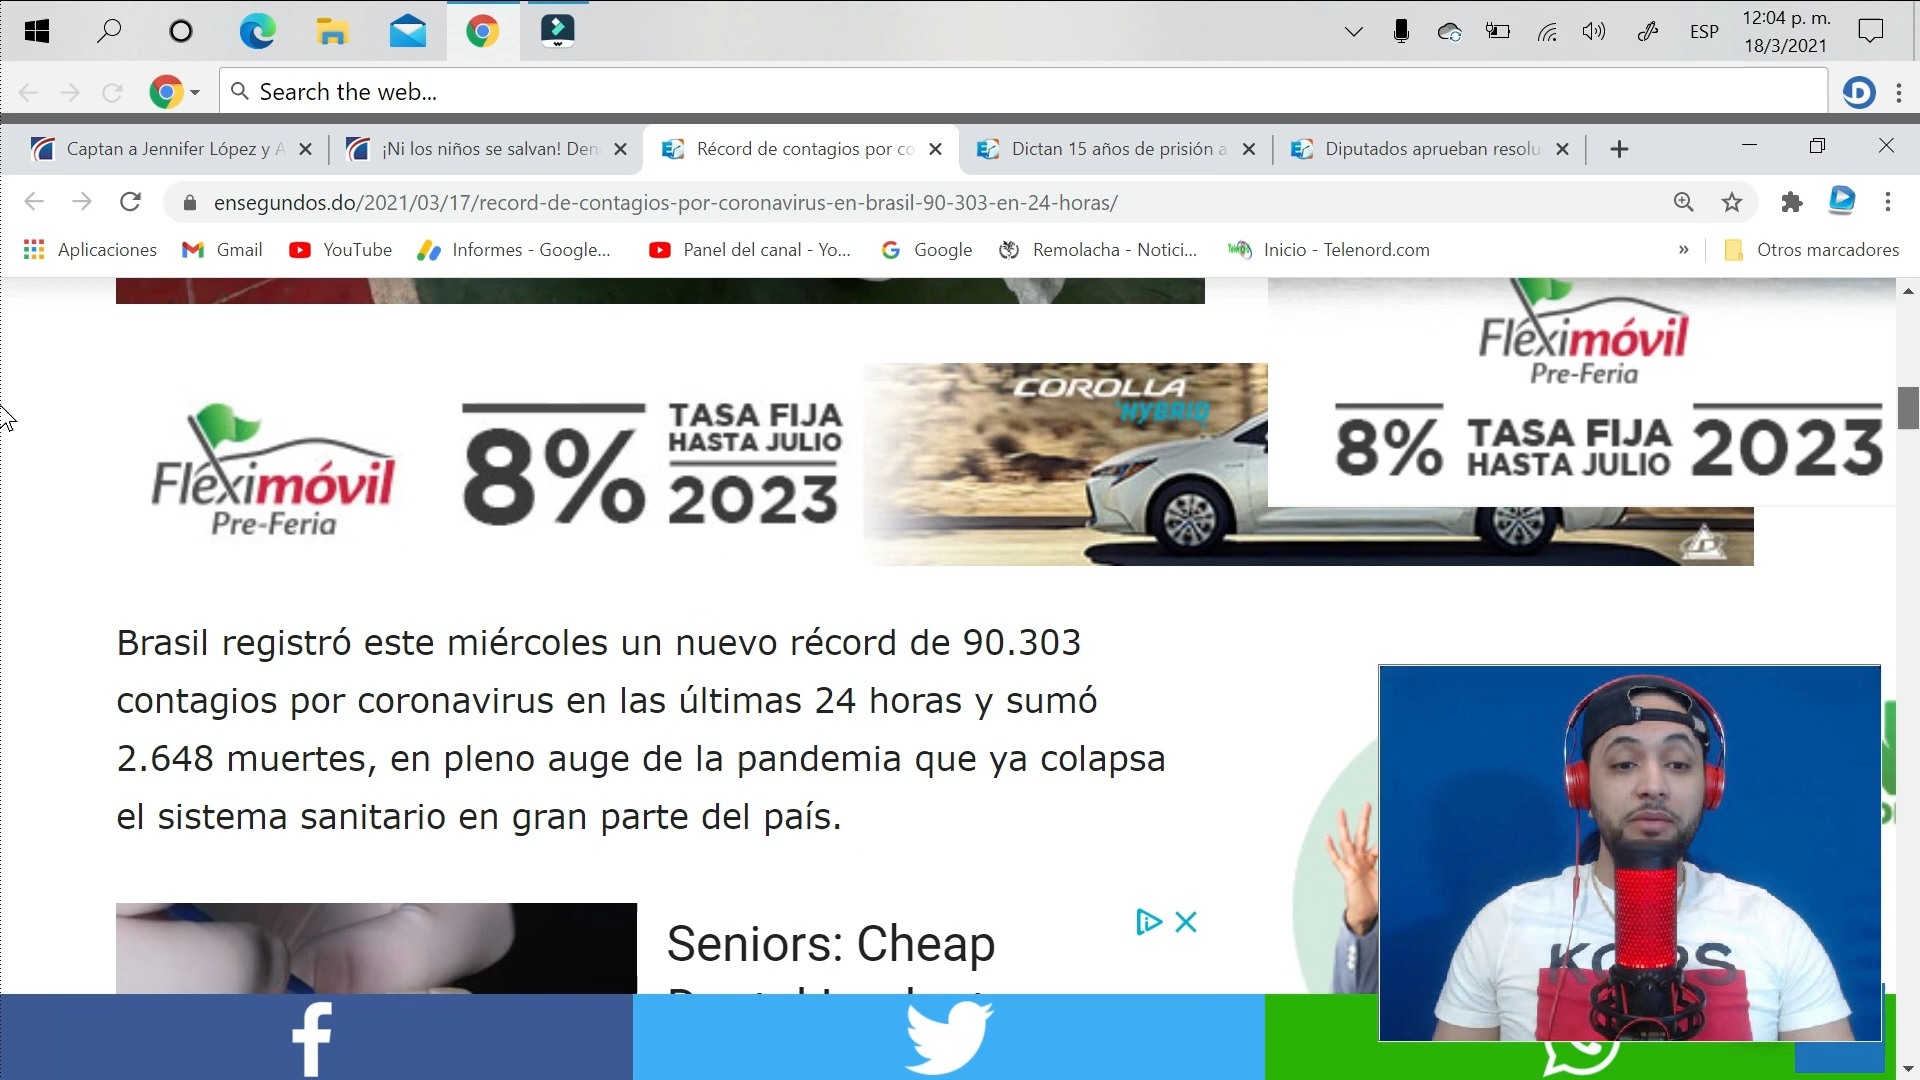 ESP
12:04 p. m.
18/3/2021
Search the web...
Captan a Jennifer López y A
¡Ni los niños se salvan! Den
Récord de contagios por co
Dictan 15 años de prisión a
Diputados aprueban resolu
ensegundos.do/2021/03/17/record-de-contagios-por-coronavirus-en-brasil-90-303-en-24-horas/
Aplicaciones
Gmail
YouTube
Informes - Google...
Panel del canal - Yo...
Google
Remolacha - Notici...
Inicio - Telenord.com
»
Otros marcadores
Fleximóvil
Pre-Feria
8%
TASA FIJA
HASTA JULIO
2023
COROLLA
HYBRID
Fleximóvil
Pre-Feria
8% TASA FIJA
HASTA JULIO
2023
Brasil registró este miércoles un nuevo récord de 90.303
contagios por coronavirus en las últimas 24 horas y sumó
2.648 muertes, en pleno auge de la pandemia que ya colapsa
el sistema sanitario en gran parte del país.
Seniors: Cheap
KORS